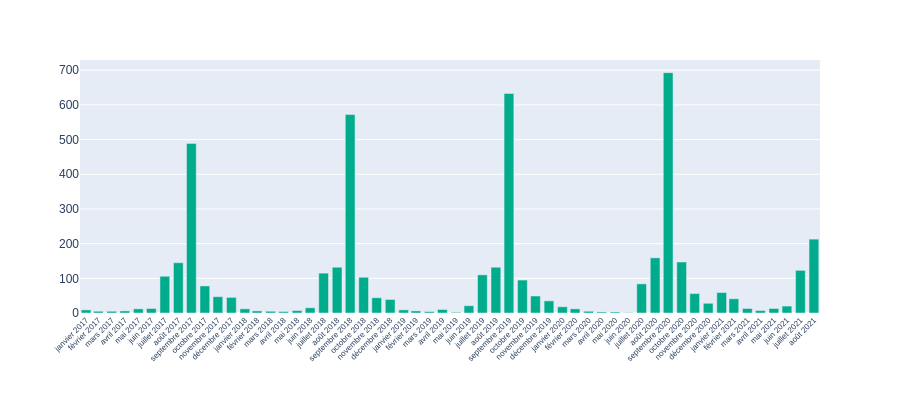 700
600
500
400
300
200
100
0
janvier 2017
février 2017
mars 2017
avril 2017
mai 2017
juin 2017
juillet 2017
août 2017
septembre 2017
octobre 2017
novembre 2017
décembre 2017
janvier 2018
février 2018
mars 2018
avril 2018
mai 2018
juin 2018
juillet 2018
août 2018
septembre 2018
octobre 2018
novembre 2018
décembre 2018
janvier 2019
février 2019
mars 2019
avril 2019
mai 2019
juin 2019
juillet 2019
août 2019
septembre 2019
octobre 2019
novembre 2019
décembre 2019
janvier 2020
février 2020
mars 2020
avril 2020
mai 2020
juin 2020
juillet 2020
août 2020
septembre 2020
octobre 2020
novembre 2020
décembre 2020
janvier 2021
février 2021
mars 2021
avril 2021
mai 2021
juin 2021
juillet 2021
août 2021